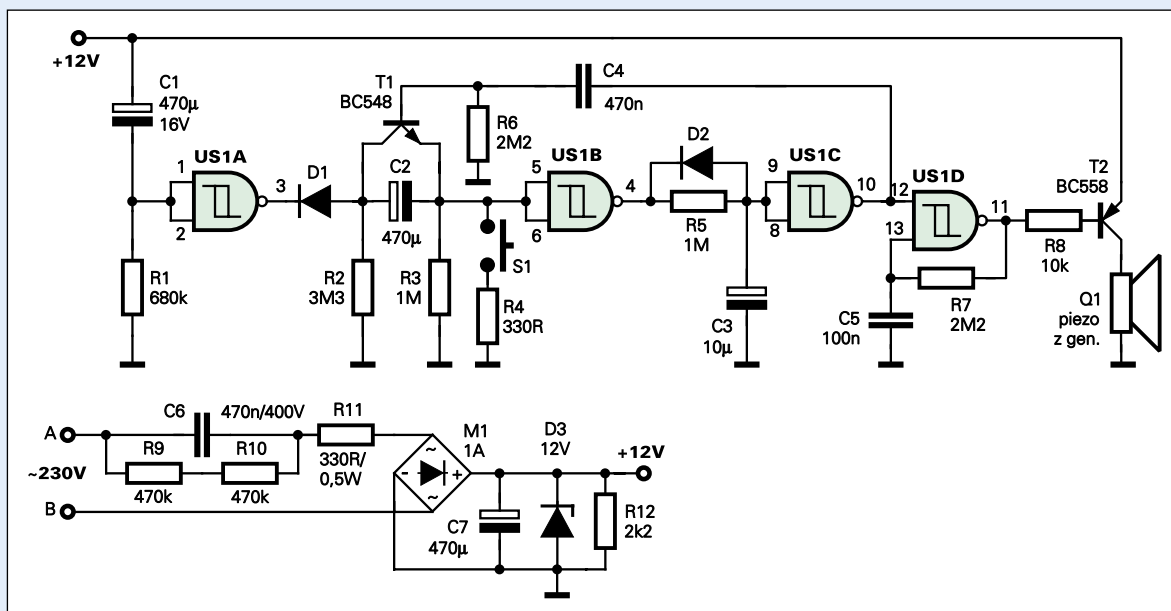 +12V
C1
470µ
16V
R1
680k
US1A
1
2
3
D1
T1
BC548
C2
470µ
R2
3M3
R3
1M
R6
2M2
S1
R4
330R
C4
470n
US1B
5
6
4
D2
R5
1M
C3
10µ
US1C
9
8
10
US1D
12
13
11
C5
100n
R7
2M2
R8
10k
T2
BC558
Q1
piezo
z gen.
A
~230V
B
C6
470n/400V
R9
470k
R10
470k
R11
330R/
0,5W
M1
1A
~
-
+
~
C7
470µ
D3
12V
R12
2k2
+12V